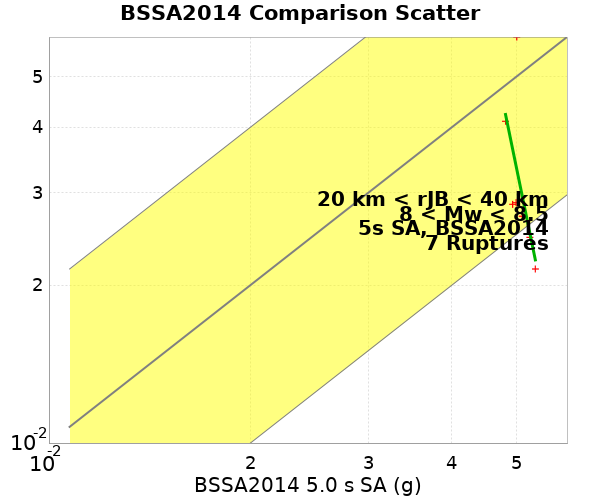 BSSA2014 Comparison Scatter
5
4
3
2
10-2
20 km < rJB < 40 km
8 < Mw < 8.5
5s SA, BSSA2014
7 Ruptures
10-2
2
3
4
5
BSSA2014 5.0 s SA (g)